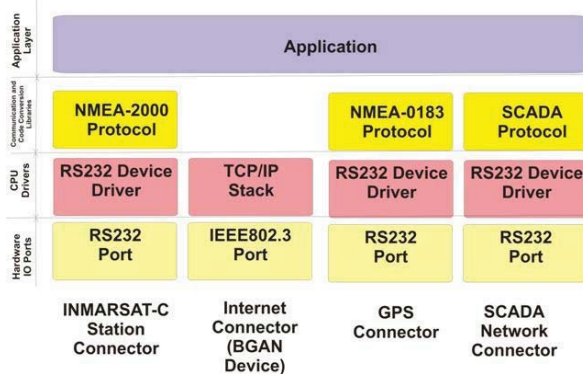 Application
Layer
Application
Communication and
Code Conversion
Libraries
NMEA-2000
Protocol
NMEA-0183
Protocol
SCADA
Protocol
CPU
Drivers
RS232 Device
Driver
TCP/IP
Stack
RS232 Device
Driver
RS232 Device
Driver
Hardware
IO Ports
RS232
Port
IEEE802.3
Port
RS232
Port
RS232
Port
INMARSAT-C
Station
Connector
Internet
Connector
(BGAN
Device)
GPS
Connector
SCADA
Network
Connector